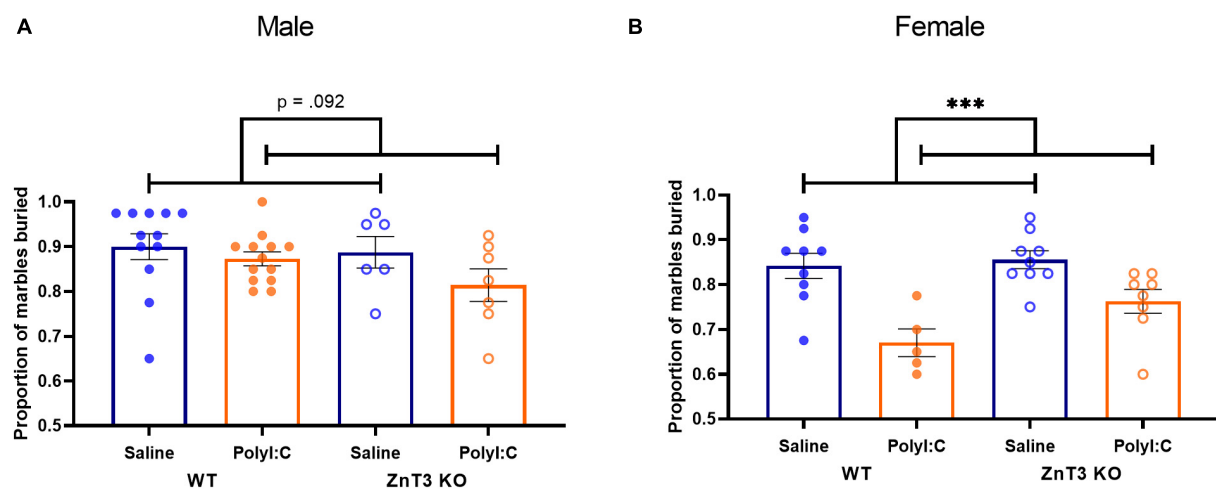 A
Male
p = .092
Proportion of marbles buried
1.0
0.9
0.8
0.7
0.6
0.5
Saline
PolyI:C
Saline
PolyI:C
WT
ZnT3 KO
B
Female
***
Proportion of marbles buried
1.0
0.9
0.8
0.7
0.6
0.5
Saline
PolyI:C
Saline
PolyI:C
WT
ZnT3 KO